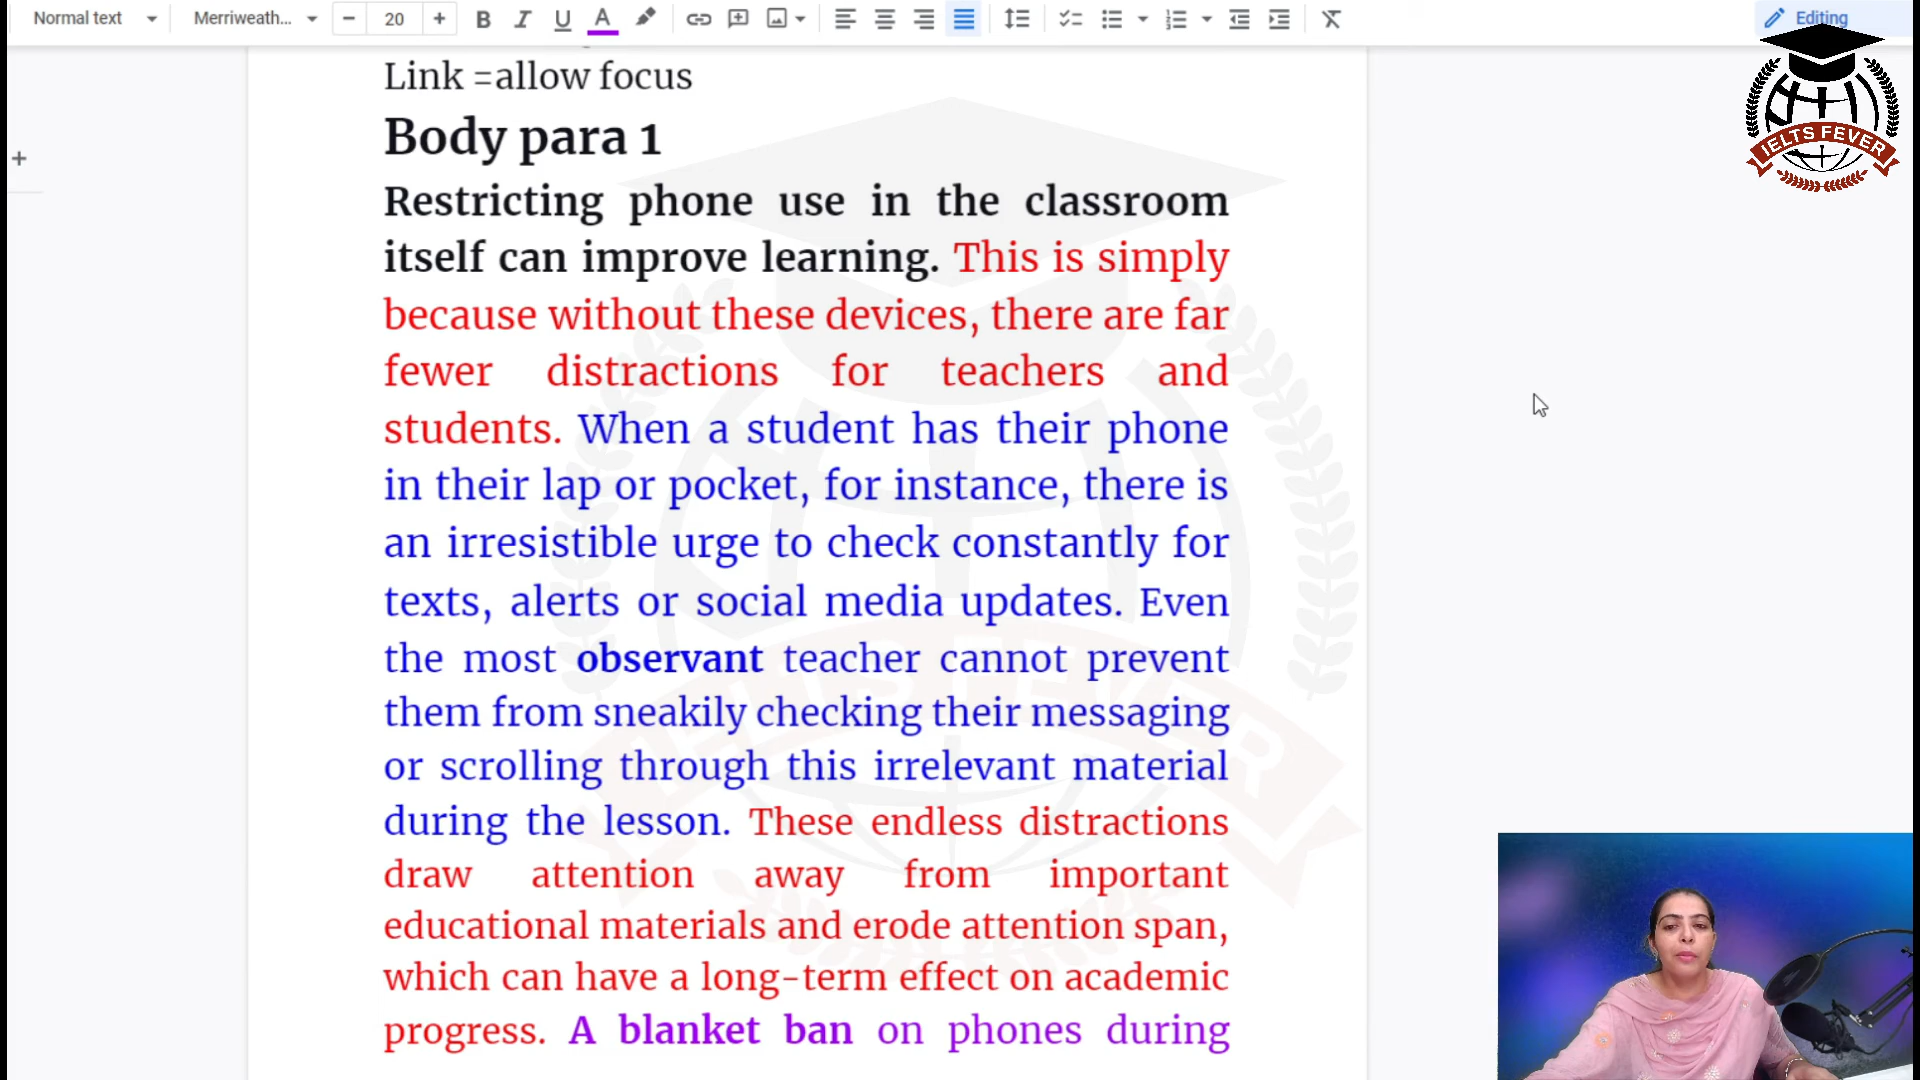 Normal text
Merriweath...
20
Editing
IELTS FEVER
Link =allow focus
Body para 1
Restricting phone use in the classroom
itself can improve learning. This is simply
because without these devices, there are far
fewer distractions for teachers and
students. When a student has their phone
in their lap or pocket, for instance, there is
an irresistible urge to check constantly for
texts, alerts or social media updates. Even
the most observant teacher cannot prevent
them from sneakily checking their messaging
or scrolling through this irrelevant material
during the lesson. These endless distractions
draw attention away from important
educational materials and erode attention span,
which can have a long-term effect on academic
progress. A blanket ban on phones during